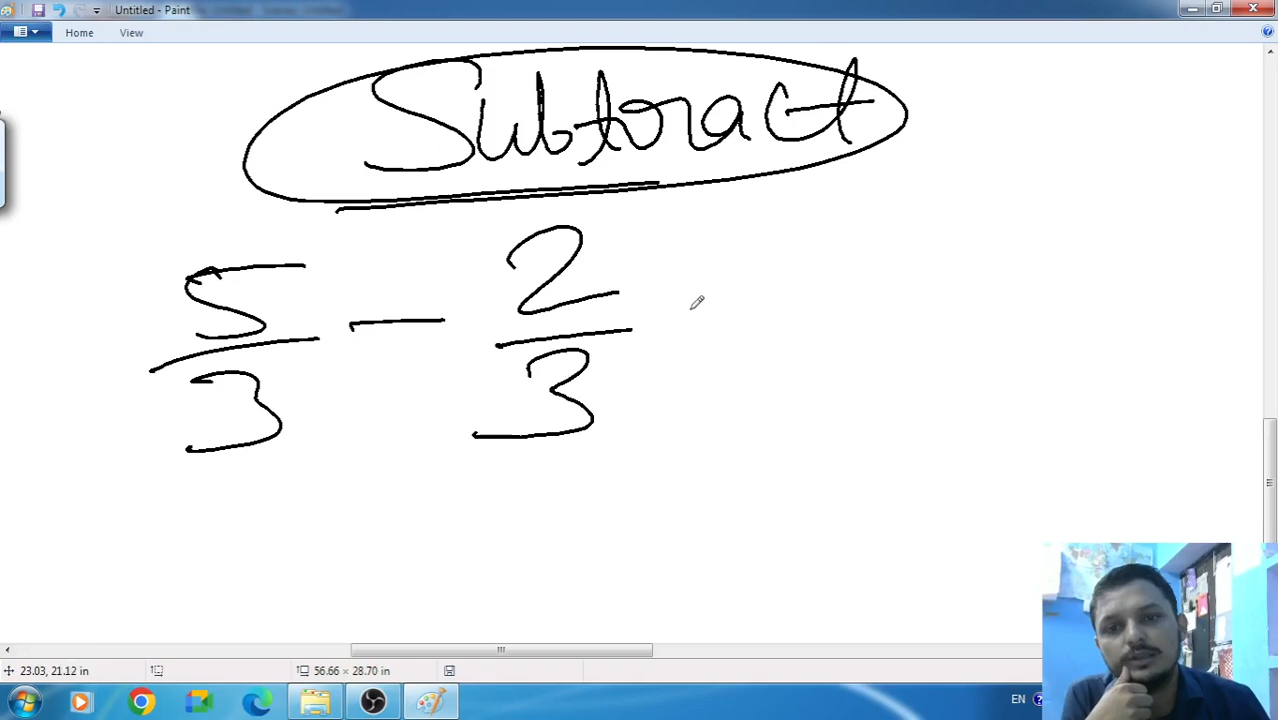 Untitled - Paint
Home View
Subtract
5/3 - 2/3
23.03, 21.12 in 56.66 × 28.70 in
EN